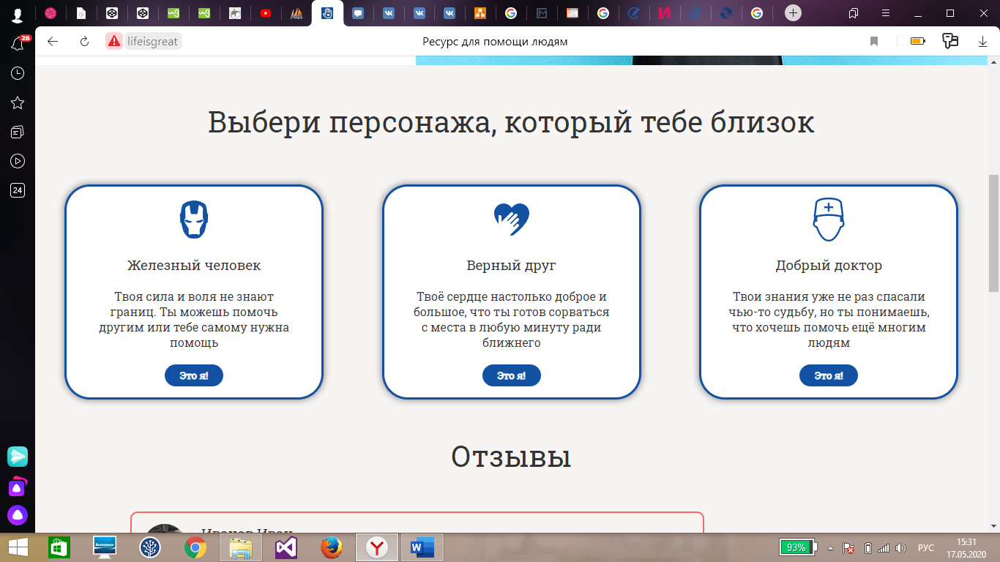 26
lifeisgreat
Ресурс для помощи людям
24
Выбери персонажа, который тебе близок
Железный человек
Твоя сила и воля не знают
границ. Ты можешь помочь
другим или тебе самому нужна
помощь
Это я!
Верный друг
Твоё сердце настолько доброе и
большое, что ты готов сорваться
с места в любую минуту ради
ближнего
Это я!
Добрый доктор
Твои знания уже не раз спасали
чью-то судьбу, но ты понимаешь,
что хочешь помочь ещё многим
людям
Это я!
Отзывы
Иванов Иван
lenovo
93%
РУС
15:31
17.05.2020